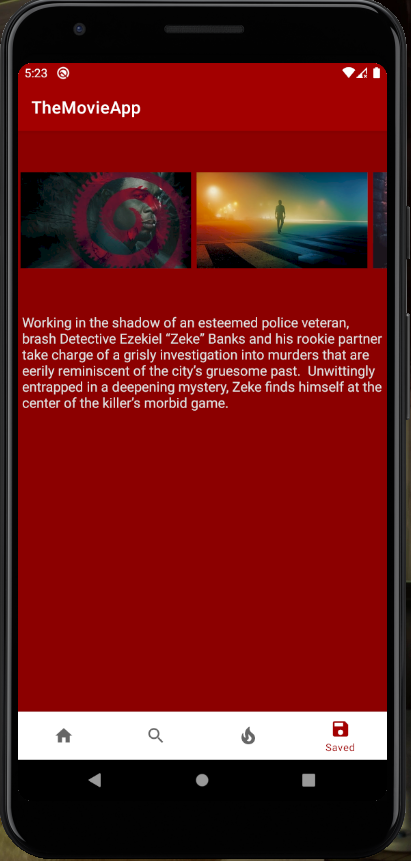 5:23
TheMovieApp
Working in the shadow of an esteemed police veteran,
brash Detective Ezekiel “Zeke” Banks and his rookie partner
take charge of a grisly investigation into murders that are
eerily reminiscent of the city’s gruesome past.  Unwittingly
entrapped in a deepening mystery, Zeke finds himself at the
center of the killer’s morbid game.
Saved